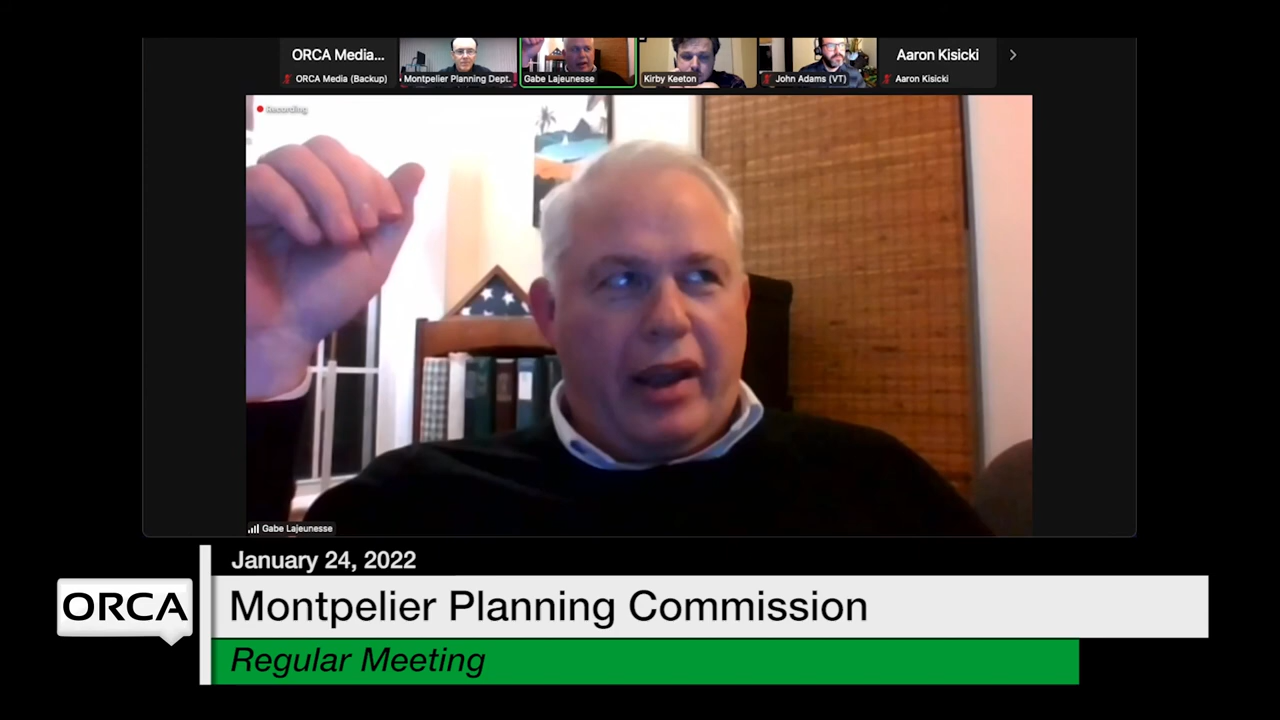 ORCA Media...
ORCA Media (Backup)
Montpelier Planning Dept.
Gabe Lajeunesse
Kirby Keeton
John Adams (VT)
Aaron Kisicki
Aaron Kisicki
Recording
Gabe Lajeunesse
January 24, 2022
ORCA
Montpelier Planning Commission
Regular Meeting